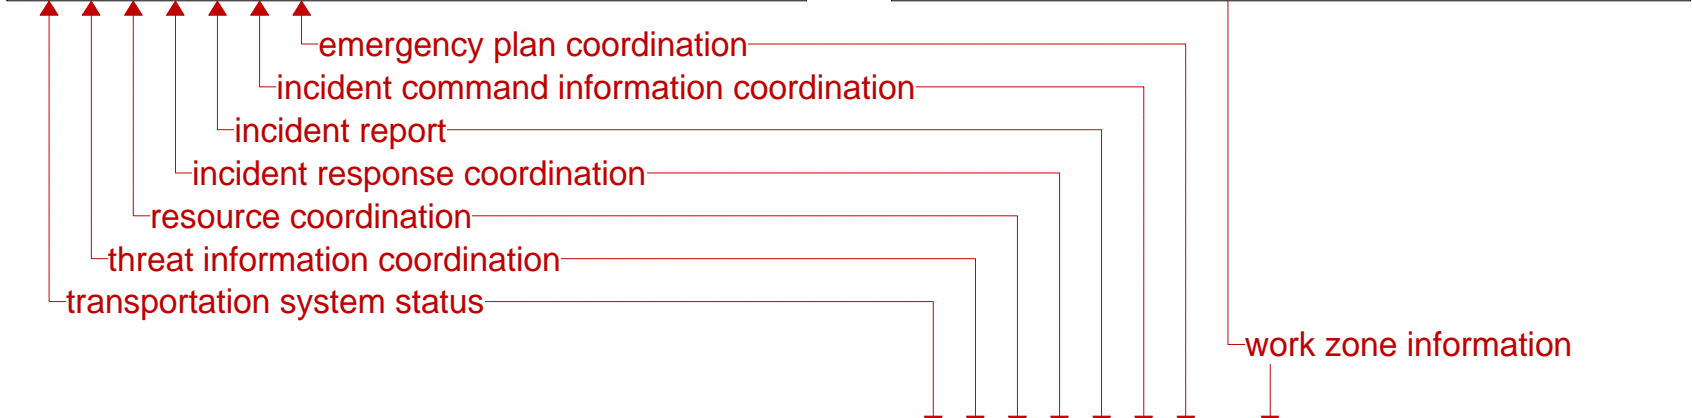 emergency plan coordination
incident command information coordination
incident report
incident response coordination
resource coordination
threat information coordination
transportation system status
work zone information